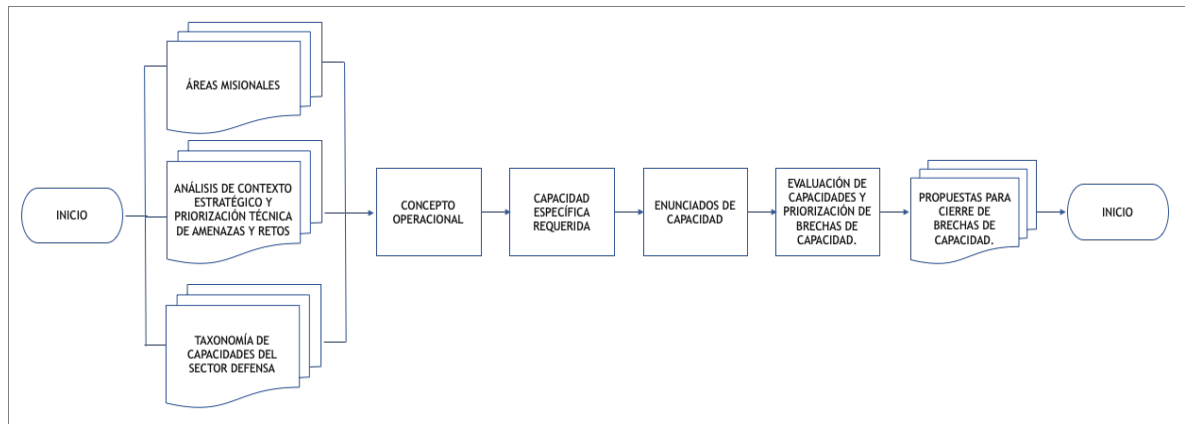 INICIO
ÁREAS MISIONALES
ANÁLISIS DE CONTEXTO
ESTRATÉGICO Y
PRIORIZACIÓN TÉCNICA
DE AMENAZAS Y RETOS
TAXONOMÍA DE
CAPACIDADES DEL
SECTOR DEFENSA
CONCEPTO
OPERACIONAL
CAPACIDAD
ESPECÍFICA
REQUERIDA
ENUNCIADOS DE
CAPACIDAD
EVALUACIÓN DE
CAPACIDADES Y
PRIORIZACIÓN DE
BRECHAS DE
CAPACIDAD.
PROPUESTAS PARA
CIERRE DE
BRECHAS DE
CAPACIDAD.
INICIO